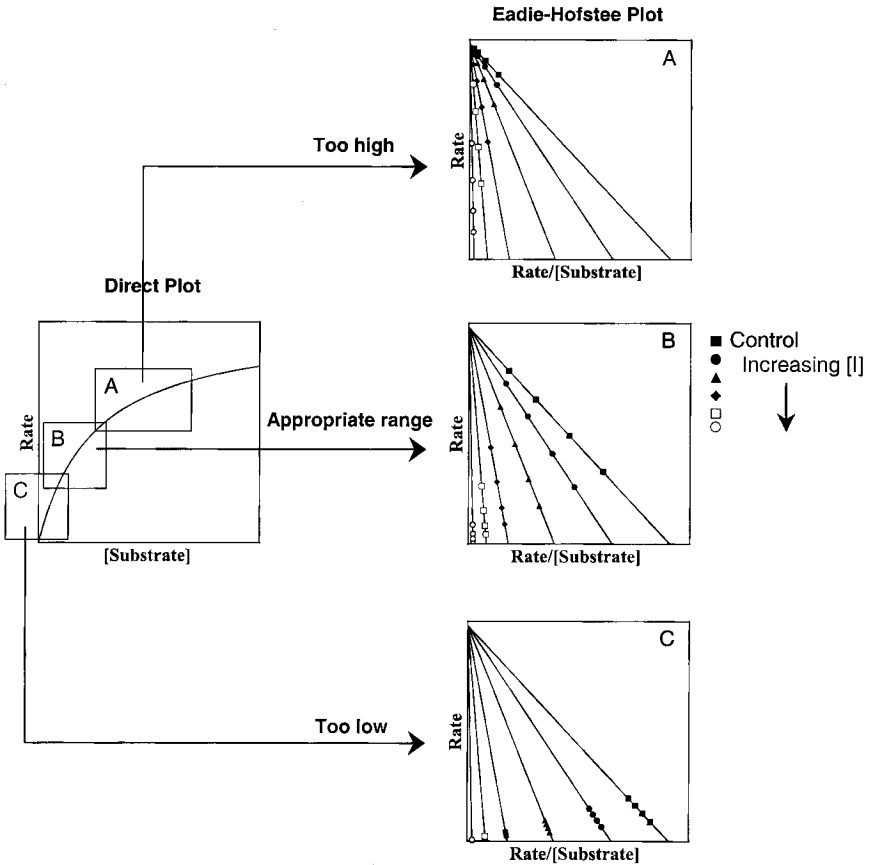 Eadie-Hofstee Plot
A
Too high
Rate
Rate/[Substrate]
Direct Plot
A
B
C
Rate
[Substrate]
Appropriate range
B
Rate
Rate/[Substrate]
Control
Increasing [I]
Too low
C
Rate
Rate/[Substrate]